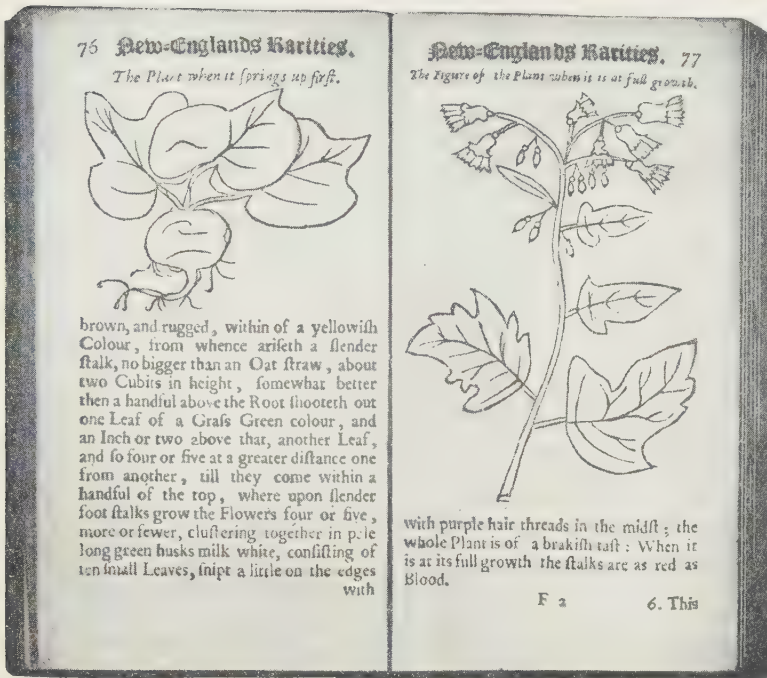 76 New-Englands Rarities.
The Plant when it ſprings up firſt.
brown, and rugged, within of a yellowiſh
Colour, from whence ariſeth a ſlender
ſtalk, no bigger than an Oat ſtraw, about
two Cubits in height, ſomewhat better
then a handful above the Root ſhooteth out
one Leaf of a Graſs Green colour, and
an Inch or two above that, another Leaf,
and ſo four or five at a greater diſtance one
from another, till they come within a
handful of the top, where upon ſlender
foot ſtalks grow the Flowers four or five,
more or fewer, cluſtering together in pale
long green husks milk white, conſiſting of
ten ſmall Leaves, ſnipt a little on the edges
with
New-Englands Rarities. 77
The Figure of the Plant when it is at full growth.
with purple hair threads in the midſt; the
whole Plant is of a brakiſh taſt: When it
is at its full growth the ſtalks are as red as
Blood.
F 2 6. This